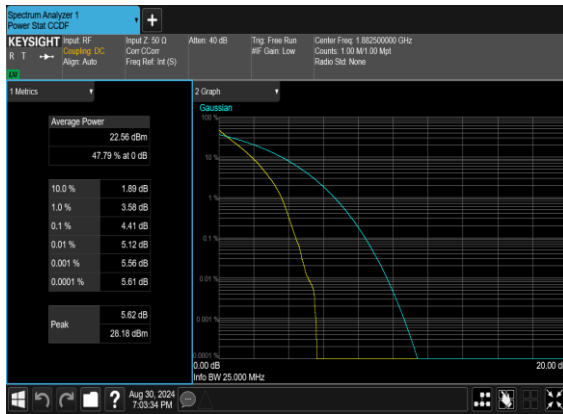 Spectrum Analyzer 1
Power Stat CCDF
KEYSIGHT
R T
LXI
Input: RF
Coupling: DC
Align: Auto
Input Z: 50 Ω
Corr CCorr
Freq Ref: Int (S)
Atten: 40 dB
Trig: Free Run
#IF Gain: Low
Center Freq: 1.882500000 GHz
Counts: 1.00 M/1.00 Mpt
Radio Std: None
1 Metrics
Average Power
22.56 dBm
47.79 % at 0 dB
10.0 % 1.89 dB
1.0 % 3.58 dB
0.1 % 4.41 dB
0.01 % 5.12 dB
0.001 % 5.56 dB
0.0001 % 5.61 dB
Peak
5.62 dB
28.18 dBm
2 Graph
Gaussian
100 %
10 %
1 %
0.1 %
0.01 %
0.001 %
0.0001 %
0.00 dB
20.00 d
Info BW 25.000 MHz
?
Aug 30, 2024
7:03:34 PM